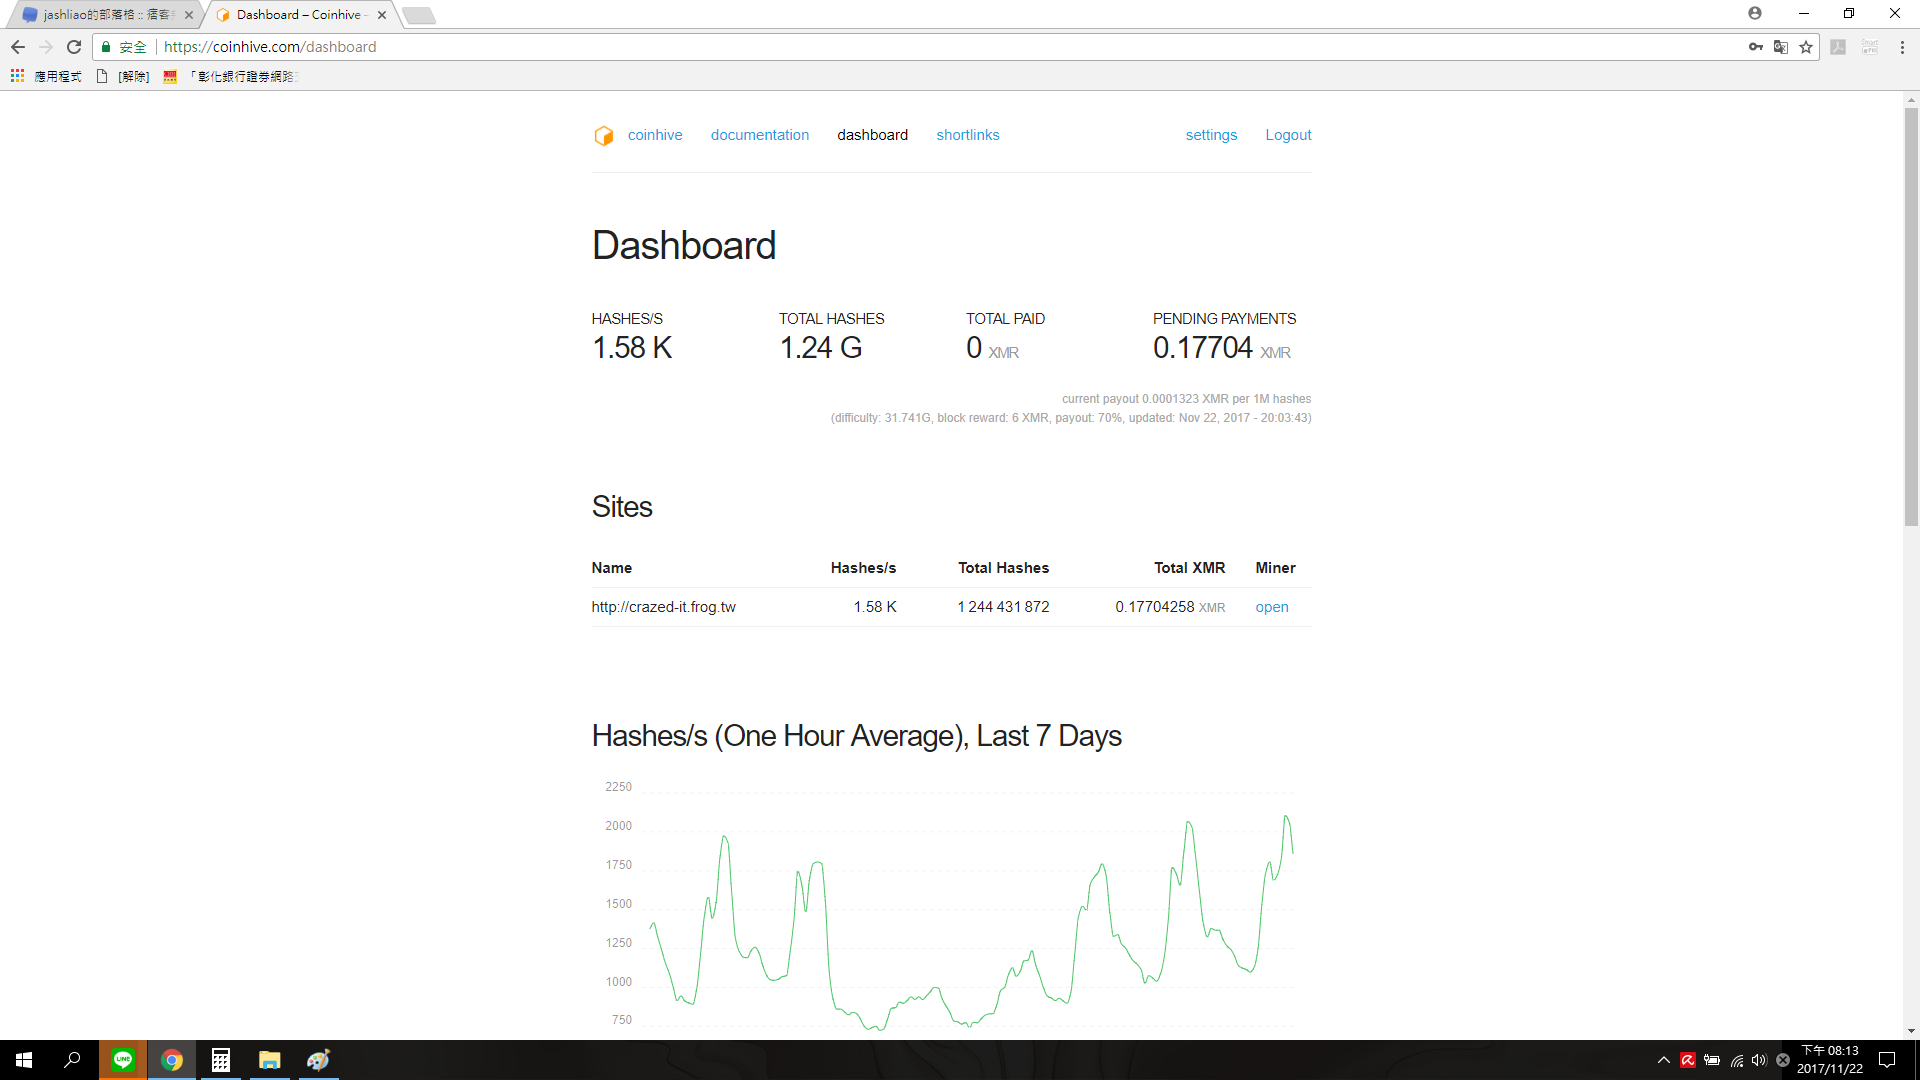 jashliao的部落格 :: 痞客
Dashboard – Coinhive -
安全 https://coinhive.com/dashboard
應用程式 [解除] 「彰化銀行證券網路
coinhive documentation dashboard shortlinks settings Logout
Dashboard
HASHES/S TOTAL HASHES TOTAL PAID PENDING PAYMENTS
1.58 K 1.24 G 0 XMR 0.17704 XMR
current payout 0.0001323 XMR per 1M hashes
(difficulty: 31.741G, block reward: 6 XMR, payout: 70%, updated: Nov 22, 2017 - 20:03:43)
Sites
Name Hashes/s Total Hashes Total XMR Miner
http://crazed-it.frog.tw 1.58 K 1 244 431 872 0.17704258 XMR open
Hashes/s (One Hour Average), Last 7 Days
2250
2000
1750
1500
1250
1000
750
LINE
下午 08:13
2017/11/22